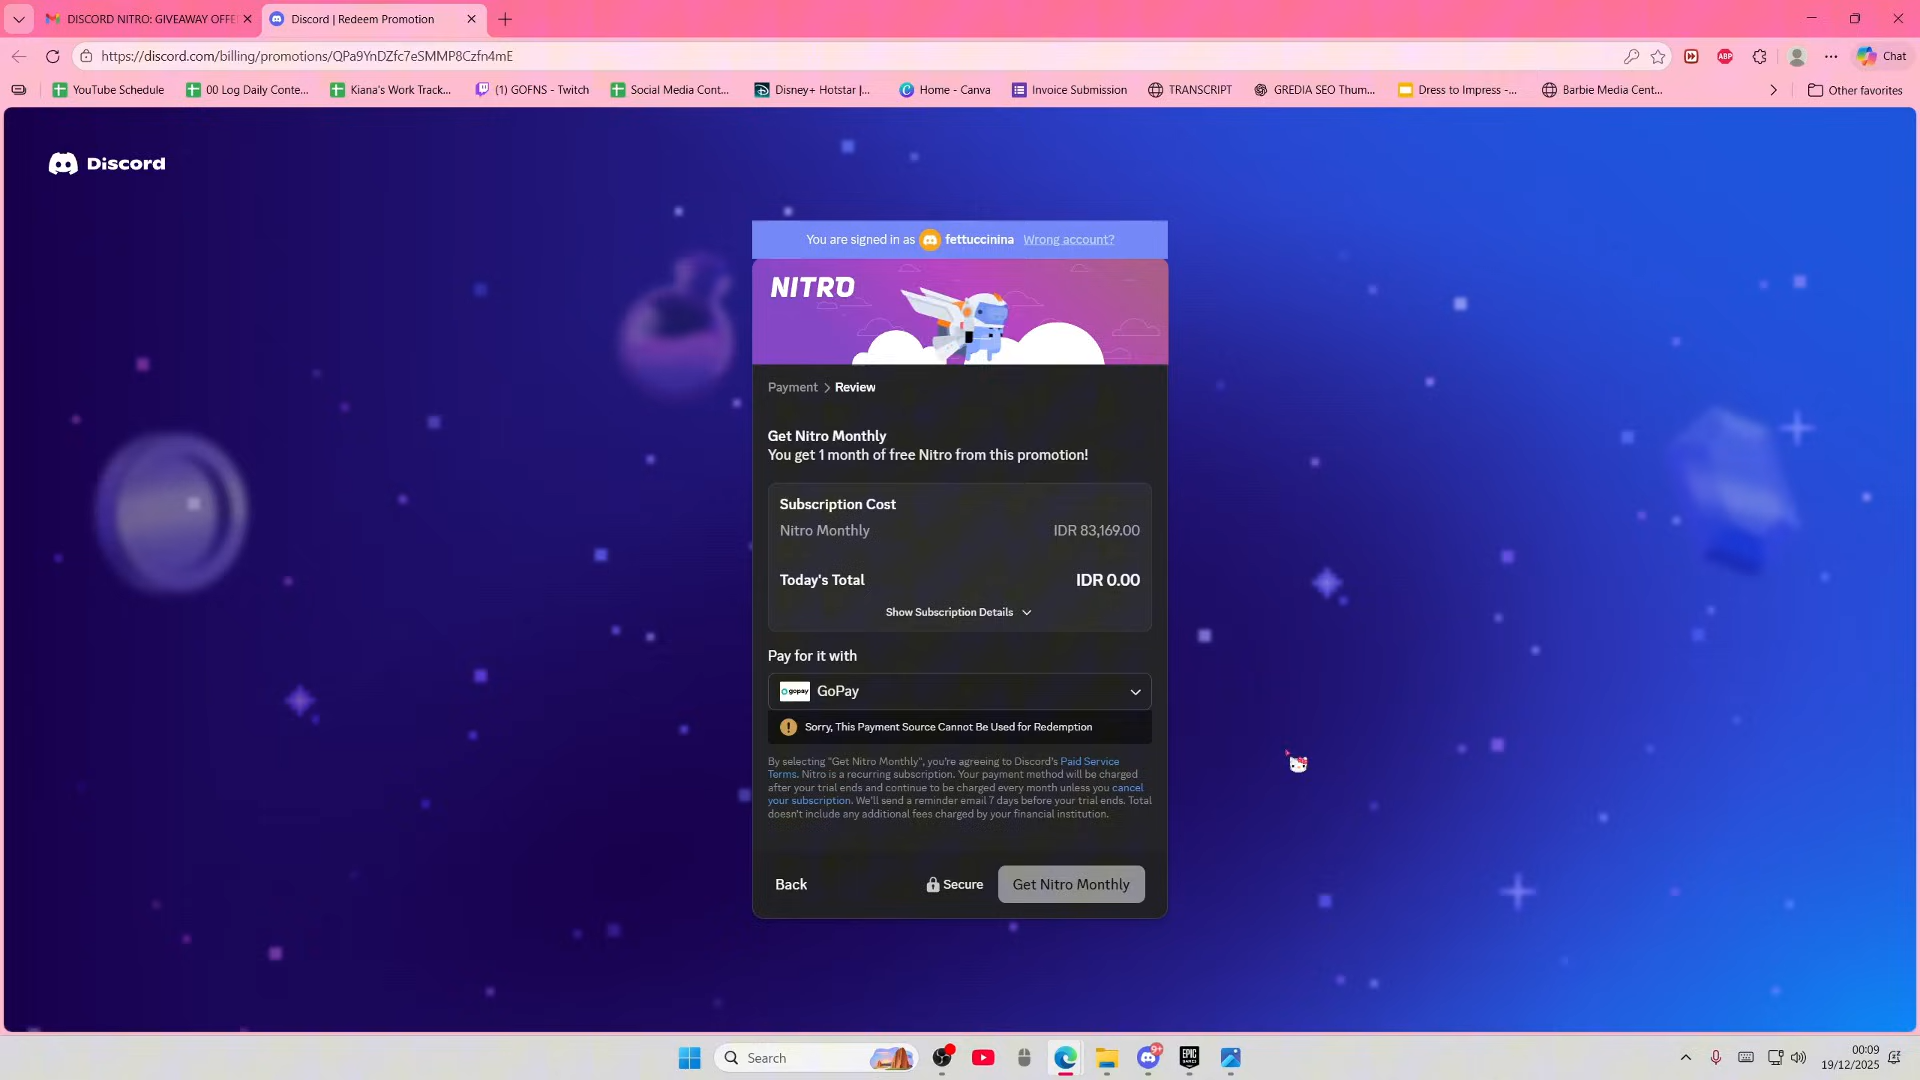 DISCORD NITRO: GIVEAWAY OFFE
Discord | Redeem Promotion
https://discord.com/billing/promotions/QPa9YnDZfc7eSMMP8Czfn4mE
ABP
Chat
YouTube Schedule
00 Log Daily Conte...
Kiana's Work Track...
(1) GOFNS - Twitch
Social Media Cont...
Disney+ Hotstar |...
Home - Canva
Invoice Submission
TRANSCRIPT
GREDIA SEO Thum...
Dress to Impress -...
Barbie Media Cent...
Other favorites
Discord
You are signed in as fettuccinina Wrong account?
NITRO
Payment > Review
Get Nitro Monthly
You get 1 month of free Nitro from this promotion!
Subscription Cost
Nitro Monthly IDR 83,169.00
Today's Total IDR 0.00
Show Subscription Details
Pay for it with
gopay GoPay
Sorry, This Payment Source Cannot Be Used for Redemption
By selecting "Get Nitro Monthly", you're agreeing to Discord's Paid Service
Terms. Nitro is a recurring subscription. Your payment method will be charged
after your trial ends and continue to be charged every month unless you cancel
your subscription. We'll send a reminder email 7 days before your trial ends. Total
doesn't include any additional fees charged by your financial institution.
Back
Secure
Get Nitro Monthly
Search
9+
EPIC GAMES
00:09
19/12/2025